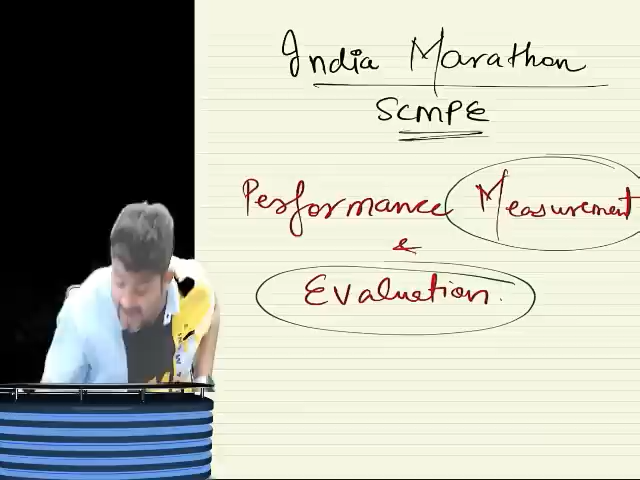 India Marathon
SCMPE
Performance Measurement
&
Evaluation.